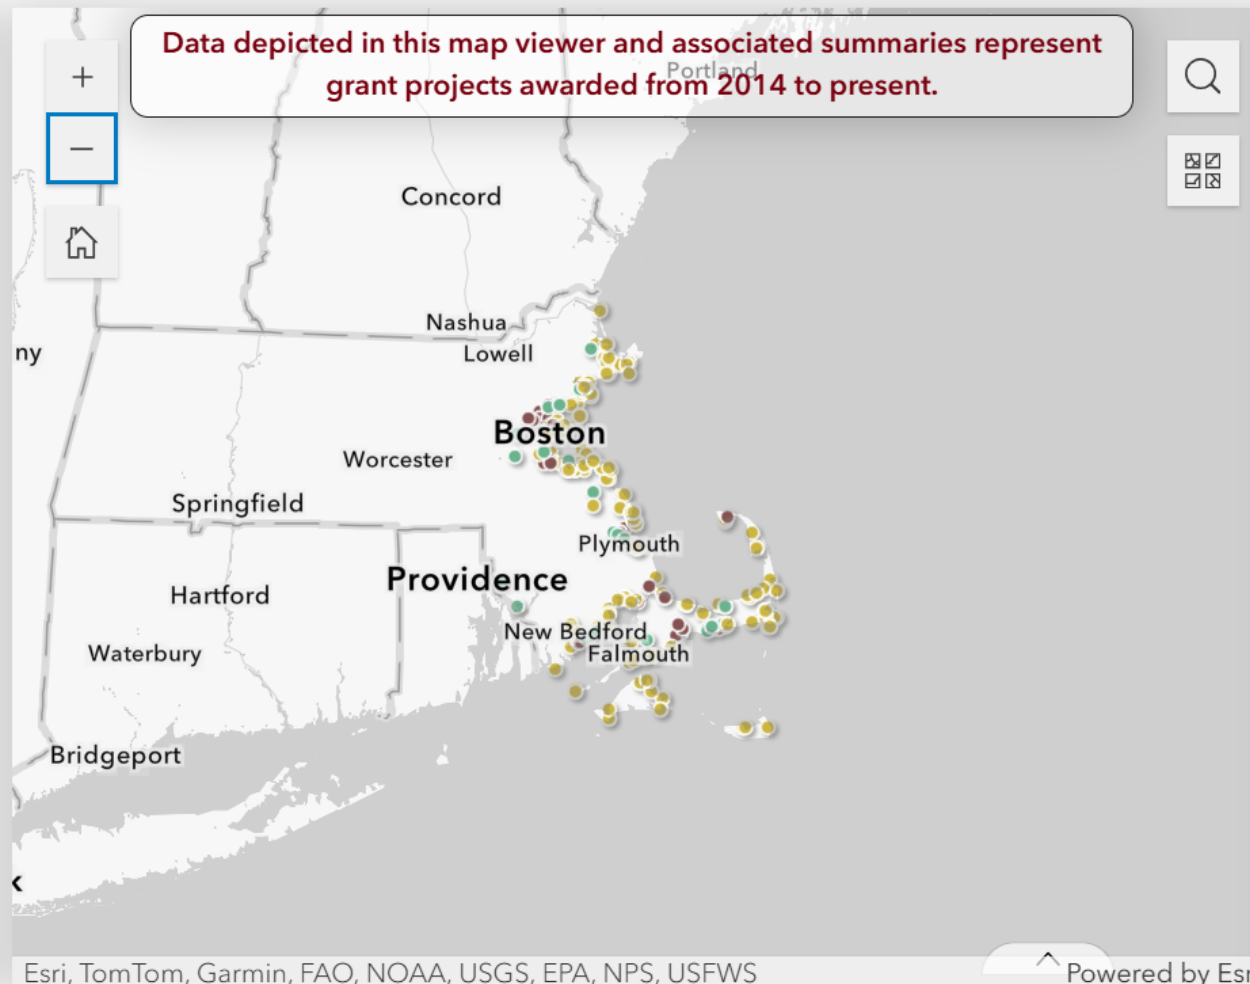 Data depicted in this map viewer and associated summaries represent
grant projects awarded from 2014 to present.
Portland
Concord
Nashua
Lowell
ny
Boston
Worcester
Springfield
Plymouth
Providence
Hartford
New Bedford
Waterbury
Falmouth
Bridgeport
k
Esri, TomTom, Garmin, FAO, NOAA, USGS, EPA, NPS, USFWS
Powered by Esr